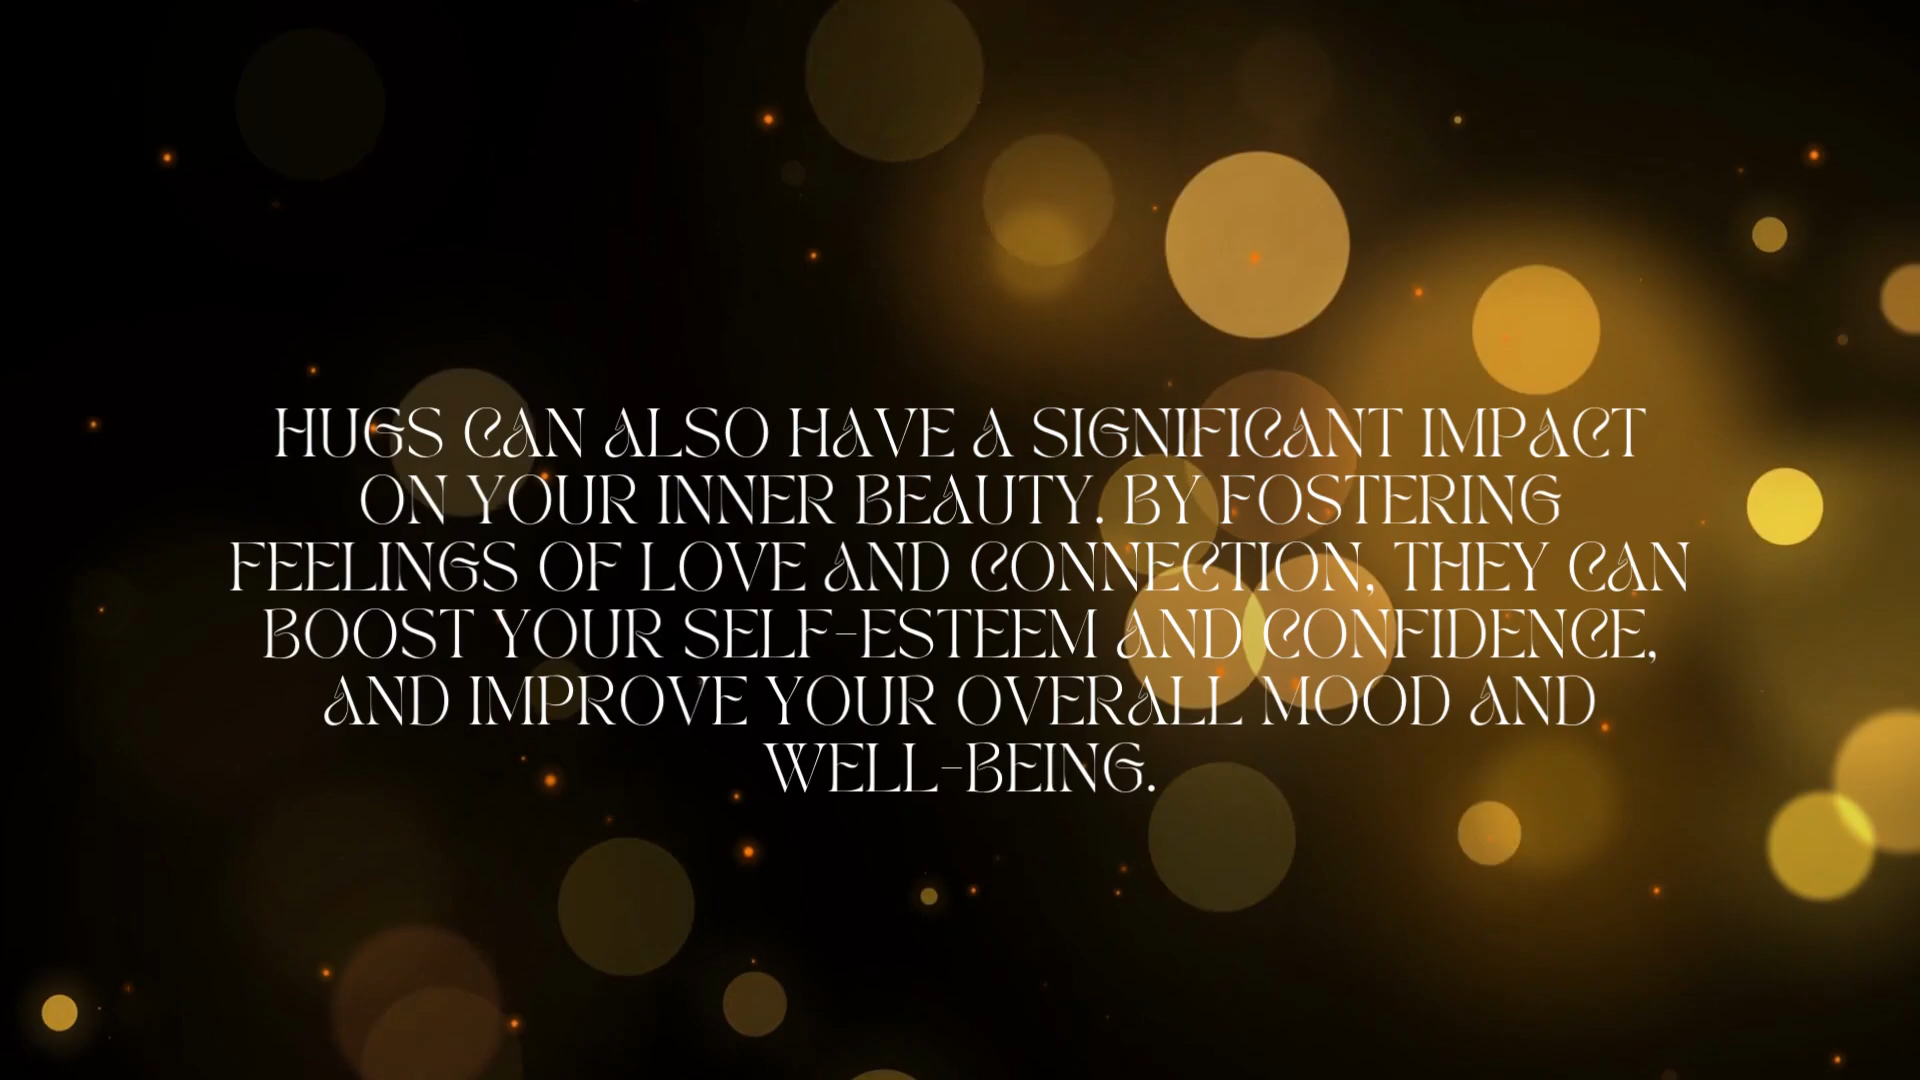 HUGS CAN ALSO HAVE A SIGNIFICANT IMPACT
ON YOUR INNER BEAUTY. BY FOSTERING
FEELINGS OF LOVE AND CONNECTION, THEY CAN
BOOST YOUR SELF-ESTEEM AND CONFIDENCE,
AND IMPROVE YOUR OVERALL MOOD AND
WELL-BEING.